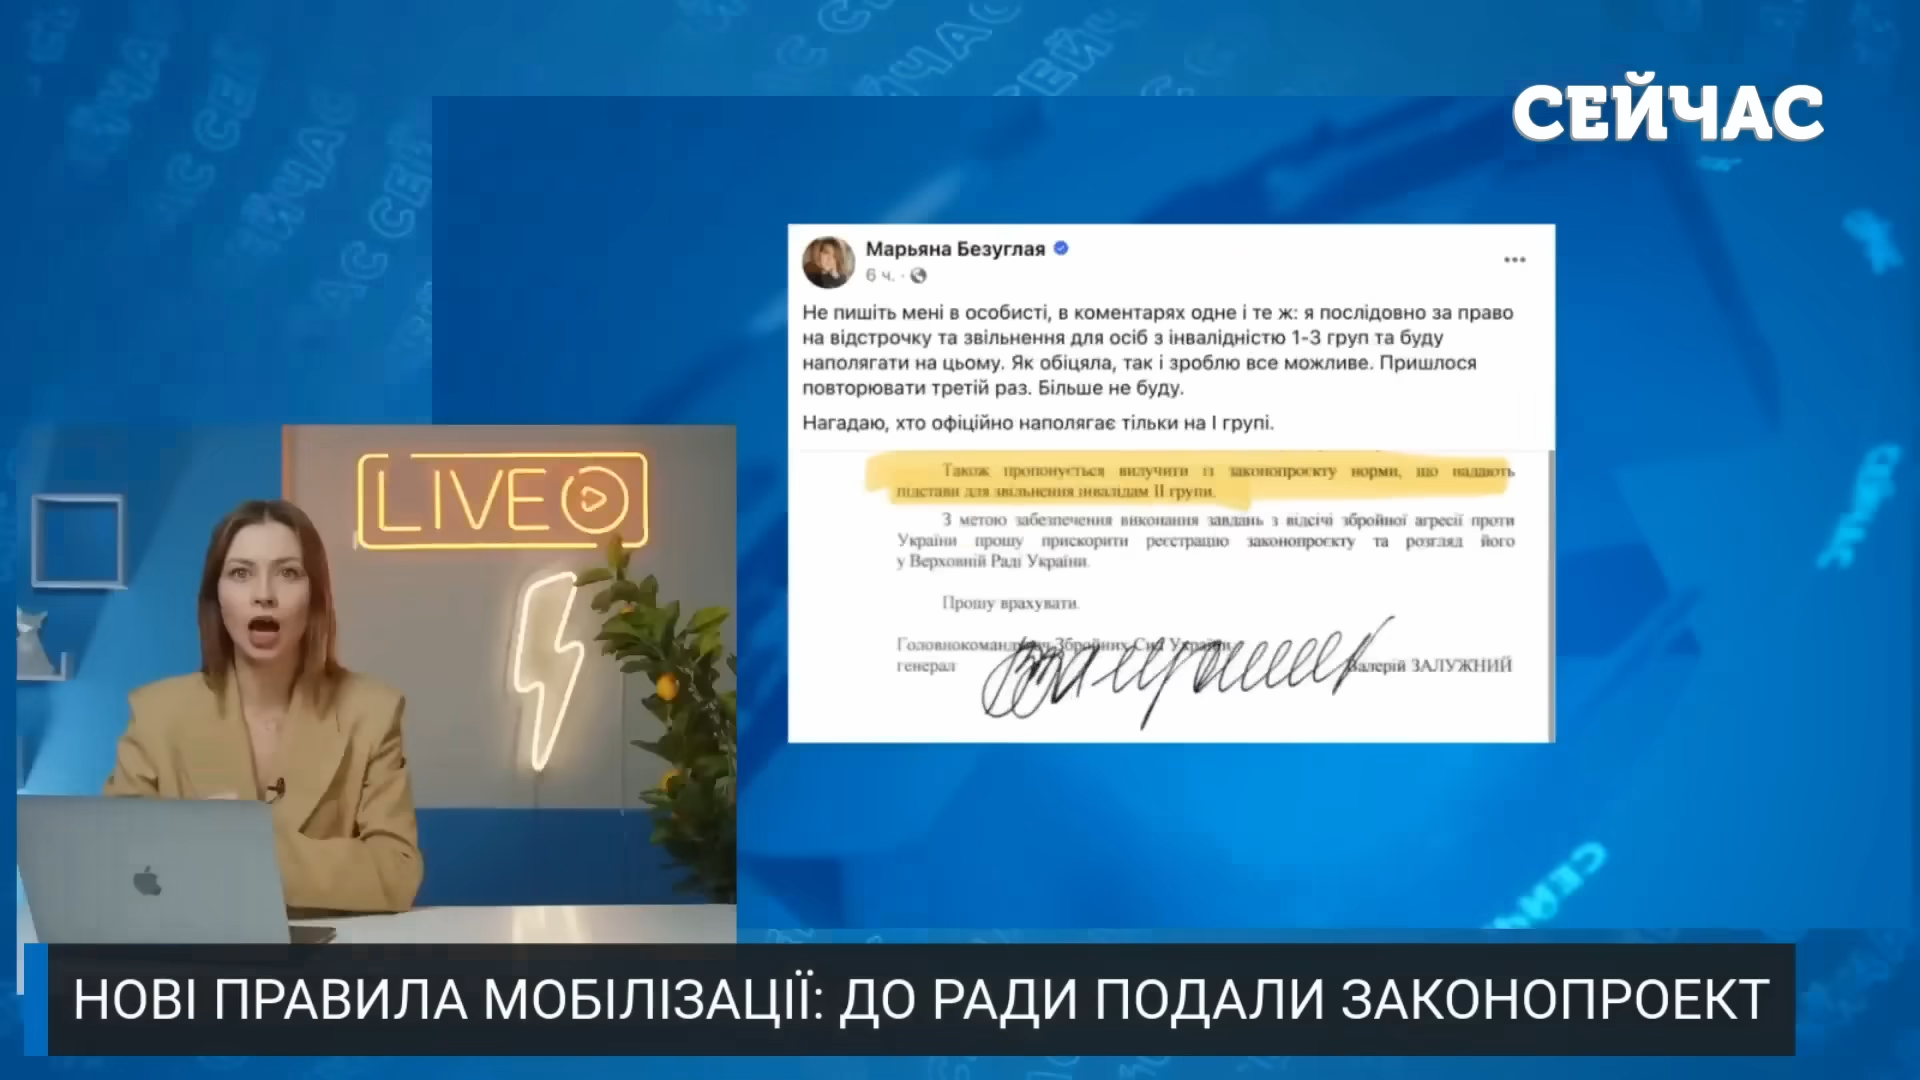 СЕЙЧАС
Марьяна Безуглая
6 ч.
Не пишіть мені в особисті, в коментарях одне і те ж: я послідовно за право
на відстрочку та звільнення для осіб з інвалідністю 1-3 груп та буду
наполягати на цьому. Як обіцяла, так і зроблю все можливе. Пришлося
повторювати третій раз. Більше не буду.
Нагадаю, хто офіційно наполягає тільки на І групі.
Також пропонується вилучити із законопроєкту норми, що надають
підстави для звільнення інвалідам ІІ групи.
З метою забезпечення виконання завдань з відсічі збройної агресії проти
України прошу прискорити реєстрацію законопроєкту та розгляд його
у Верховній Раді України.
Прошу врахувати.
Головнокомандувач Збройних Сил України
генерал Валерій ЗАЛУЖНИЙ
LIVE
НОВІ ПРАВИЛА МОБІЛІЗАЦІЇ: ДО РАДИ ПОДАЛИ ЗАКОНОПРОЕКТ